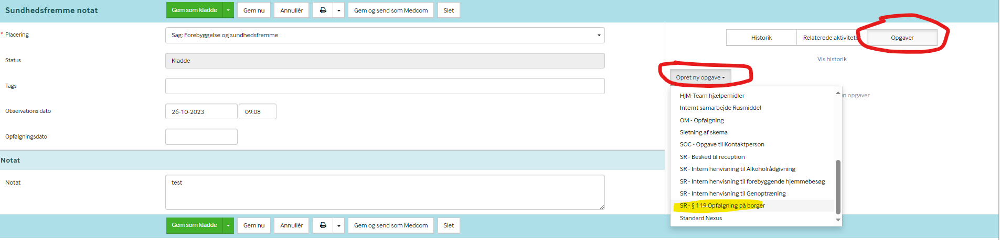 Sundhedsfremme notat
Gem som kladde
Gem nu
Annullér
Gem og send som Medcom
Slet
* Placering
Sag: Forebyggelse og sundhedsfremme
Status
Kladde
Tags
Observations dato
26-10-2023
09:08
Opfølgningsdato
Notat
Notat
test
Gem som kladde
Gem nu
Annullér
Gem og send som Medcom
Slet
Historik
Relaterede aktiviteter
Opgaver
Vis historik
Opret ny opgave
en opgaver
HJM-Team hjælpemidler
Internt samarbejde Rusmiddel
OM - Opfølgning
Sletning af skema
SOC - Opgave til Kontaktperson
SR - Besked til reception
SR - Intern henvisning til Alkoholrådgivning
SR - Intern henvisning til forebyggende hjemmebesøg
SR - Intern henvisning til Genoptræning
SR - § 119 Opfølgning på borger
Standard Nexus